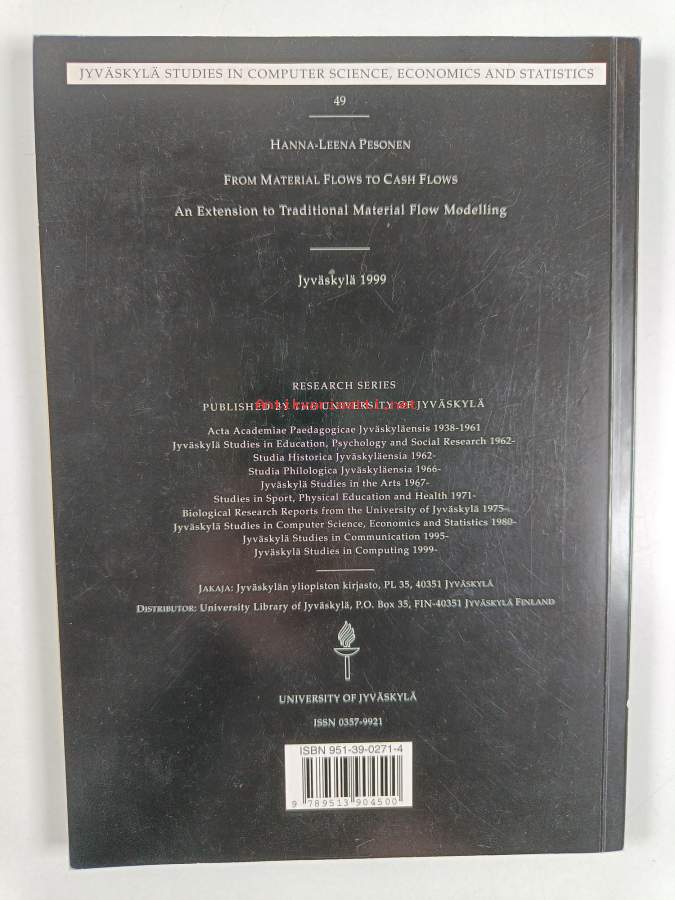 JYVÄSKYLÄ STUDIES IN COMPUTER SCIENCE, ECONOMICS AND STATISTICS
49
HANNA-LEENA PESONEN
FROM MATERIAL FLOWS TO CASH FLOWS
An Extension to Traditional Material Flow Modelling
Jyväskylä 1999
RESEARCH SERIES
PUBLISHED BY THE UNIVERSITY OF JYVÄSKYLÄ
Antikvariaatti.net
Acta Academiae Paedagogicae Jyväskyläensis 1938-1961
Jyväskylä Studies in Education, Psychology and Social Research 1962-
Studia Historica Jyväskyläensia 1962-
Studia Philologica Jyväskyläensia 1966-
Jyväskylä Studies in the Arts 1967-
Studies in Sport, Physical Education and Health 1971-
Biological Research Reports from the University of Jyväskylä 1975-
Jyväskylä Studies in Computer Science, Economics and Statistics 1980-
Jyväskylä Studies in Communication 1995-
Jyväskylä Studies in Computing 1999-
JAKAJA: Jyväskylän yliopiston kirjasto, PL 35, 40351 JYVÄSKYLÄ
DISTRIBUTOR: University Library of Jyväskylä, P.O. Box 35, FIN-40351 JYVÄSKYLÄ FINLAND
UNIVERSITY OF JYVÄSKYLÄ
ISSN 0357-9921
ISBN 951-39-0271-4
9 789513 904500